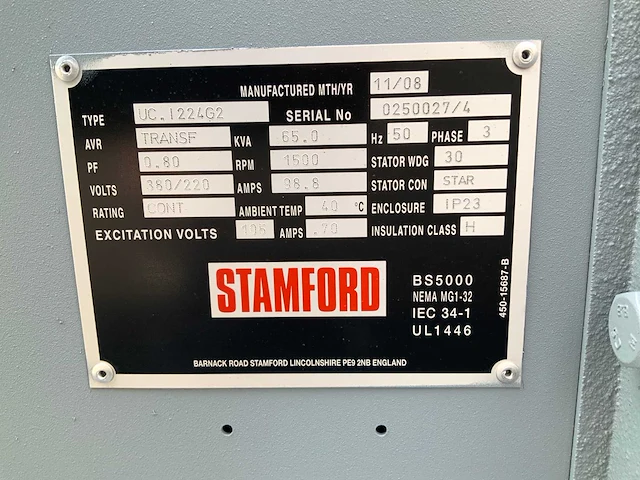 MANUFACTURED MTH/YR 11/08
TYPE UC.I224G2 SERIAL No 0250027/4
AVR TRANSF KVA 65.0 Hz 50 PHASE 3
PF 0.80 RPM 1500 STATOR WDG 30
VOLTS 380/220 AMPS 98.8 STATOR CON STAR
RATING CONT AMBIENT TEMP 40 °C ENCLOSURE IP23
EXCITATION VOLTS AMPS .70 INSULATION CLASS H
STAMFORD
BS5000
NEMA MG1-32
IEC 34-1
UL1446
450-15687-B
BARNACK ROAD STAMFORD LINCOLNSHIRE PE9 2NB ENGLAND